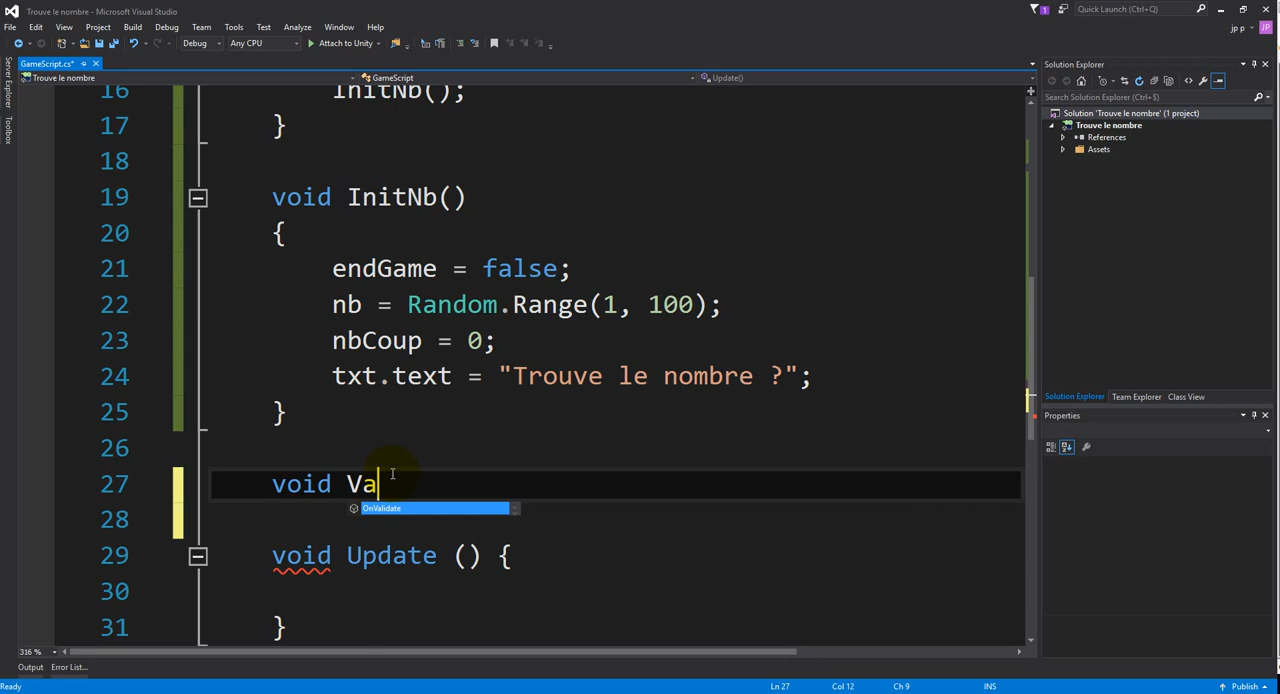 Trouve le nombre - Microsoft Visual Studio
1
Quick Launch (Ctrl+Q)
File Edit View Project Build Debug Team Tools Test Analyze Window Help
jp p
JP
Debug Any CPU Attach to Unity
Server Explorer
Toolbox
GameScript.cs*
Trouve le nombre GameScript Update()
16 InitNb();
17 }
18
19 void InitNb()
20 {
21 endGame = false;
22 nb = Random.Range(1, 100);
23 nbCoup = 0;
24 txt.text = "Trouve le nombre ?";
25 }
26
27 void Va
OnValidate
28
29 void Update () {
30
31 }
316 %
Solution Explorer
Search Solution Explorer (Ctrl+$)
Solution 'Trouve le nombre' (1 project)
Trouve le nombre
References
Assets
Solution Explorer Team Explorer Class View
Properties
Output Error List...
Ready Ln 27 Col 12 Ch 9 INS Publish